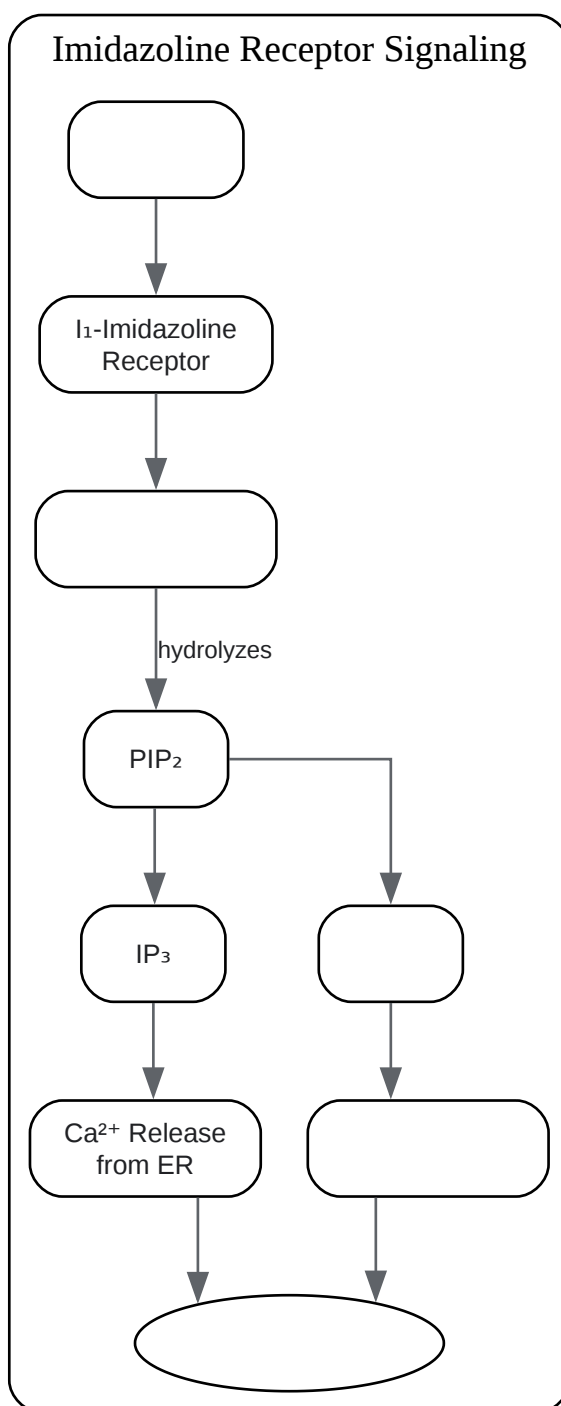 Imidazoline Receptor Signaling
I₁-Imidazoline
Receptor
hydrolyzes
PIP₂
IP₃
Ca²⁺ Release
from ER